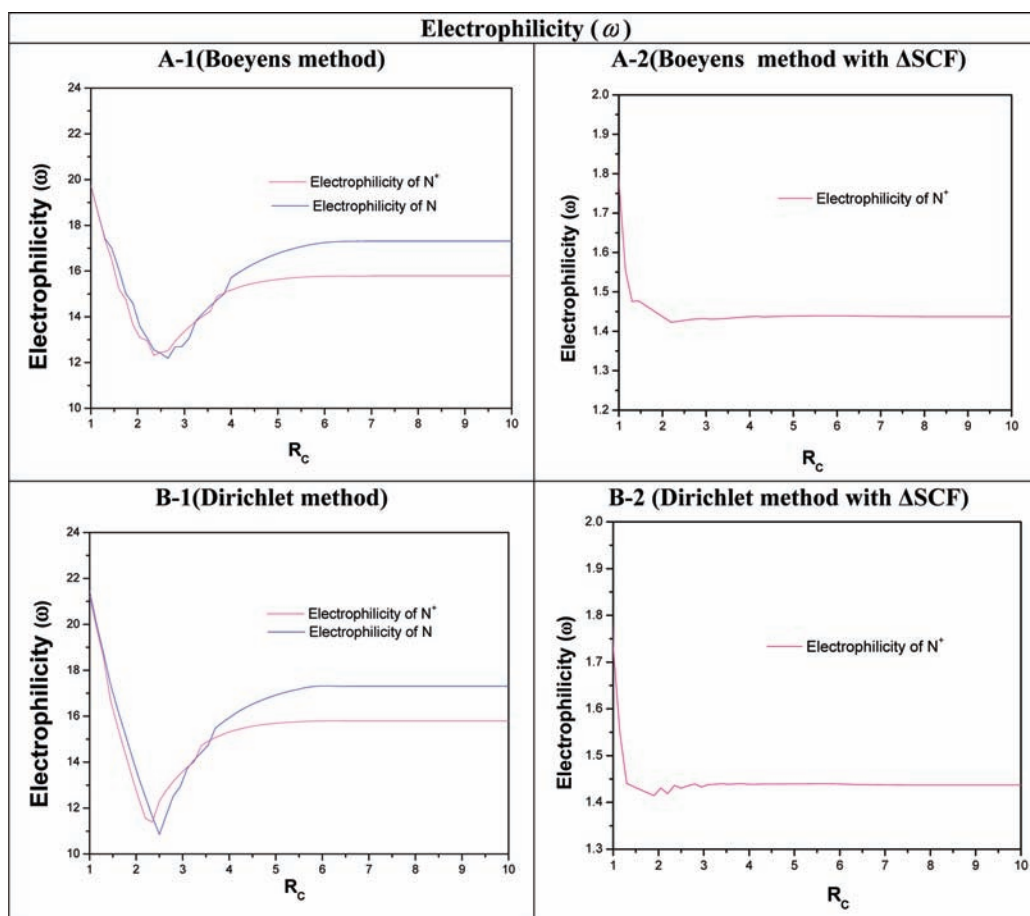 Electrophilicity ( ω )
A-1(Boeyens method)
24
22
20
18
16
14
12
10
Electrophilicity (ω)
Electrophilicity of N⁺
Electrophilicity of N
1 2 3 4 5 6 7 8 9 10
R_C
A-2(Boeyens method with ΔSCF)
2.0
1.9
1.8
1.7
1.6
1.5
1.4
1.3
1.2
Electrophilicity (ω)
Electrophilicity of N⁺
1 2 3 4 5 6 7 8 9 10
R_C
B-1(Dirichlet method)
24
22
20
18
16
14
12
10
Electrophilicity (ω)
Electrophilicity of N⁺
Electrophilicity of N
1 2 3 4 5 6 7 8 9 10
R_C
B-2 (Dirichlet method with ΔSCF)
2.0
1.9
1.8
1.7
1.6
1.5
1.4
1.3
Electrophilicity (ω)
Electrophilicity of N⁺
1 2 3 4 5 6 7 8 9 10
R_C